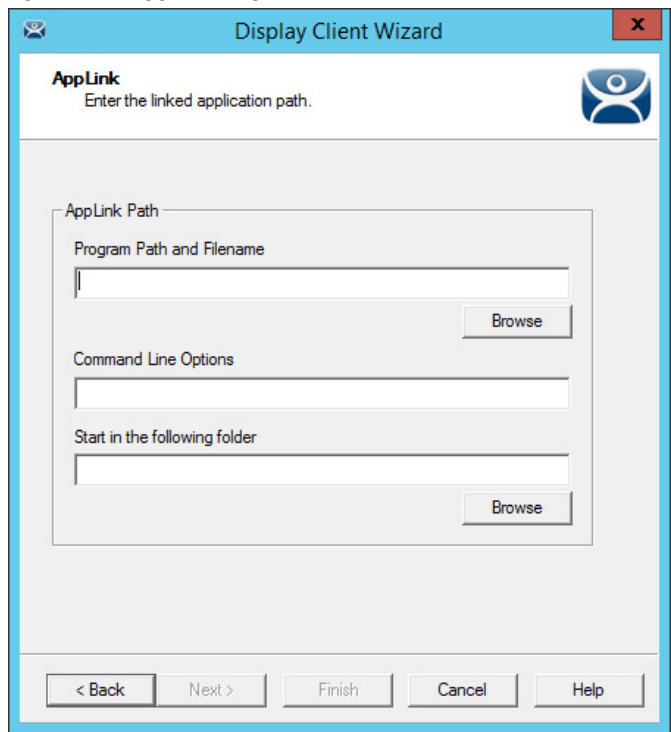 Display Client Wizard
x
AppLink
Enter the linked application path.
AppLink Path
Program Path and Filename
Browse
Command Line Options
Start in the following folder
Browse
< Back Next > Finish Cancel Help